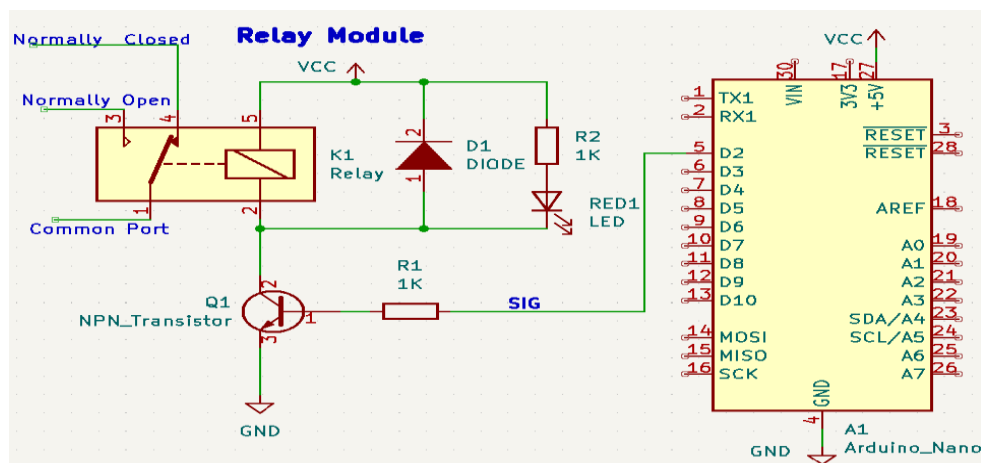 Relay Module
Normally Closed
VCC
VCC
Normally Open
3
4
5
2
D1
DIODE
1
K1
Relay
R2
1K
RED1
LED
1
2
Common Port
R1
1K
SIG
Q1
NPN_Transistor
2
1
3
GND
30
17
27
VIN
3V3
+5V
1
TX1
2
RX1
RESET
3
RESET
28
5
D2
6
D3
7
D4
8
D5
AREF
18
9
D6
10
D7
A0
19
11
D8
A1
20
12
D9
A2
21
13
D10
A3
22
SDA/A4
23
14
MOSI
SCL/A5
24
15
MISO
A6
25
16
SCK
A7
26
GND
4
A1
Arduino_Nano
GND